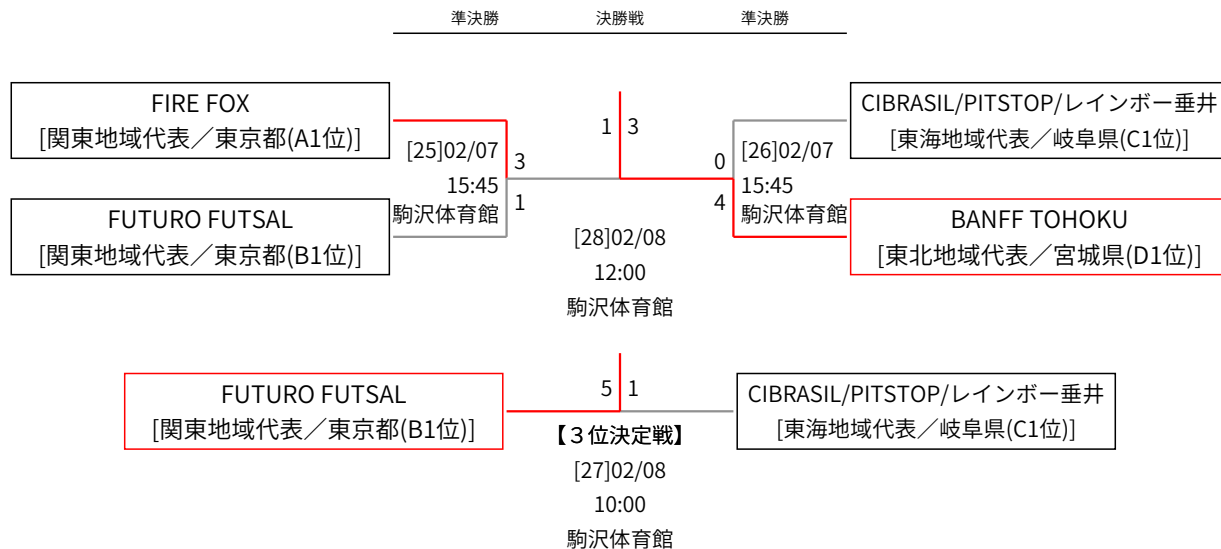 準決勝
決勝戦
準決勝
FIRE FOX
[関東地域代表／東京都(A1位)]
FUTURO FUTSAL
[関東地域代表／東京都(B1位)]
[25]02/07
15:45
駒沢体育館
3
1
1
3
[28]02/08
12:00
駒沢体育館
0
4
[26]02/07
15:45
駒沢体育館
CIBRASIL/PITSTOP/レインボー垂井
[東海地域代表／岐阜県(C1位)]
BANFF TOHOKU
[東北地域代表／宮城県(D1位)]
FUTURO FUTSAL
[関東地域代表／東京都(B1位)]
5
1
【３位決定戦】
[27]02/08
10:00
駒沢体育館
CIBRASIL/PITSTOP/レインボー垂井
[東海地域代表／岐阜県(C1位)]